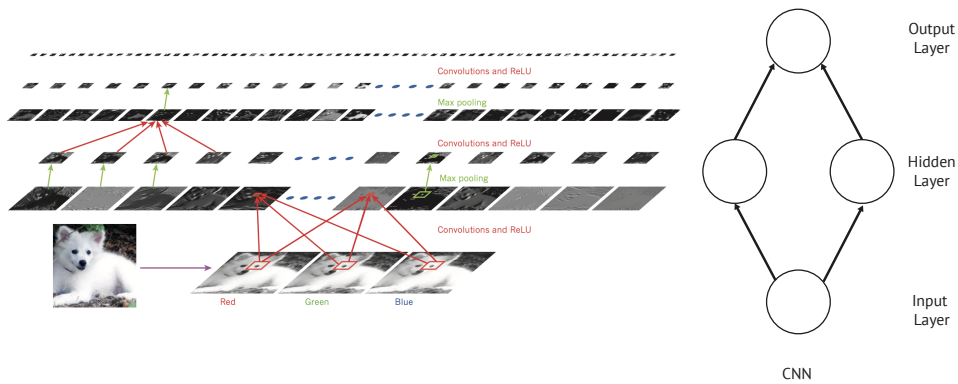 Convolutions and ReLU
Max pooling
Convolutions and ReLU
Max pooling
Convolutions and ReLU
Red
Green
Blue
Output
Layer
Hidden
Layer
Input
Layer
CNN